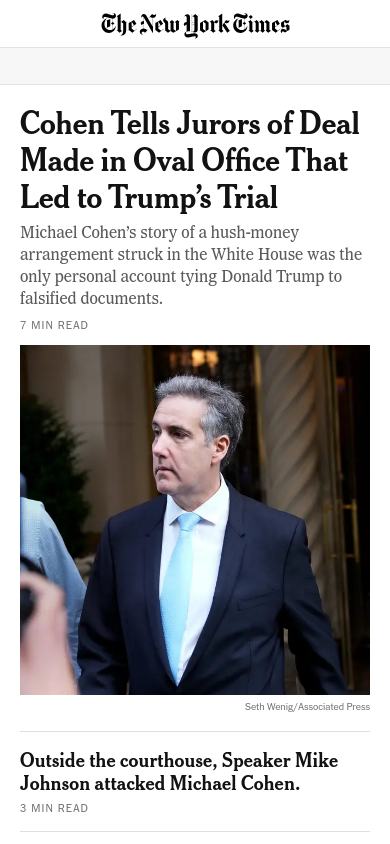 The New York Times
Cohen Tells Jurors of Deal
Made in Oval Office That
Led to Trump’s Trial
Michael Cohen’s story of a hush-money
arrangement struck in the White House was the
only personal account tying Donald Trump to
falsified documents.
7 MIN READ
Seth Wenig/Associated Press
Outside the courthouse, Speaker Mike
Johnson attacked Michael Cohen.
3 MIN READ